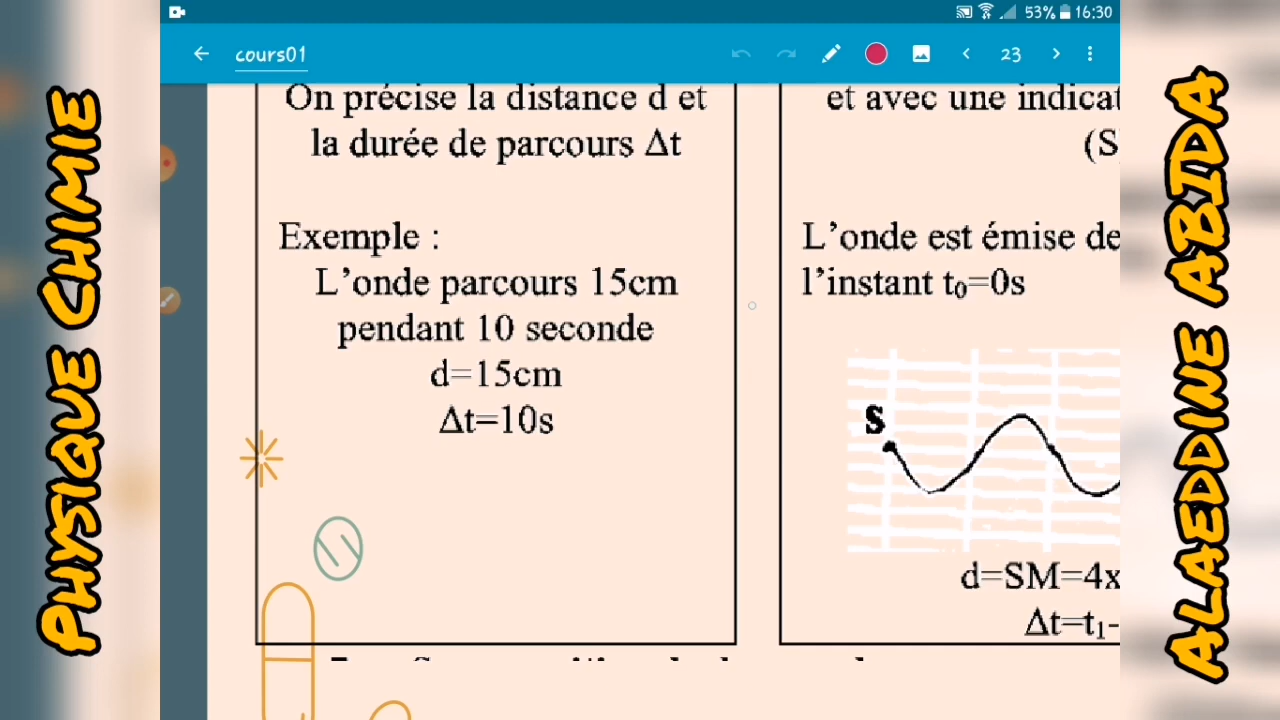 PHYSIQUE CHIMIE
53% 16:30
cours01
23
On précise la distance d et
la durée de parcours Δt
Exemple :
L’onde parcours 15cm
pendant 10 seconde
d=15cm
Δt=10s
et avec une indicat
(S
L’onde est émise de
l’instant t₀=0s
S
d=SM=4x
Δt=t₁-
ALAEDDINE ABIDA